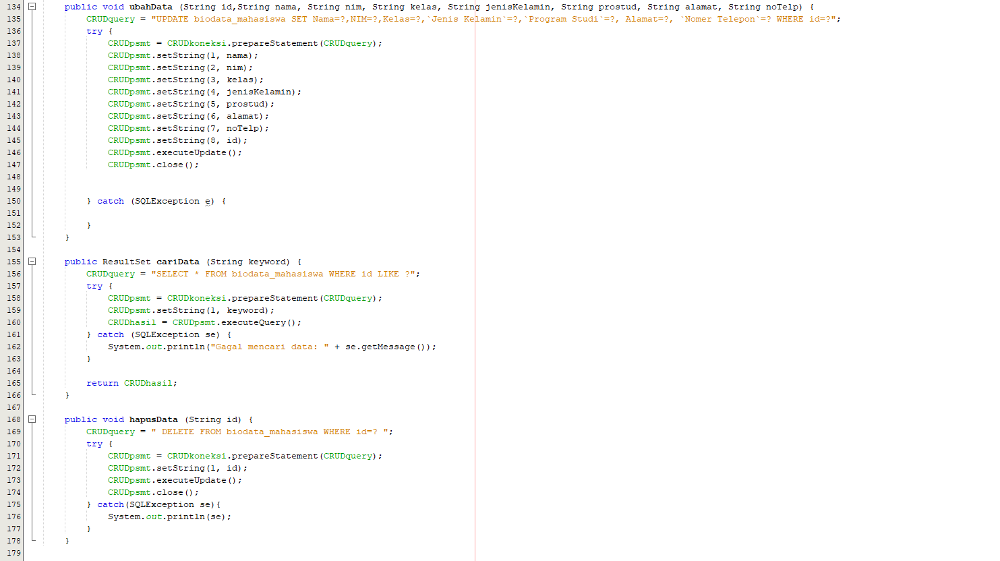 134 public void ubahData (String id,String nama, String nim, String kelas, String jenisKelamin, String prostud, String alamat, String noTelp) {
135 CRUDquery = "UPDATE biodata_mahasiswa SET Nama=?,NIM=?,Kelas=?,`Jenis Kelamin`=?,`Program Studi`=?, Alamat=?, `Nomer Telepon`=? WHERE id=?";
136 try {
137 CRUDpsmt = CRUDkoneksi.prepareStatement(CRUDquery);
138 CRUDpsmt.setString(1, nama);
139 CRUDpsmt.setString(2, nim);
140 CRUDpsmt.setString(3, kelas);
141 CRUDpsmt.setString(4, jenisKelamin);
142 CRUDpsmt.setString(5, prostud);
143 CRUDpsmt.setString(6, alamat);
144 CRUDpsmt.setString(7, noTelp);
145 CRUDpsmt.setString(8, id);
146 CRUDpsmt.executeUpdate();
147 CRUDpsmt.close();
148
149
150 } catch (SQLException e) {
151
152 }
153 }
154
155 public ResultSet cariData (String keyword) {
156 CRUDquery = "SELECT * FROM biodata_mahasiswa WHERE id LIKE ?";
157 try {
158 CRUDpsmt = CRUDkoneksi.prepareStatement(CRUDquery);
159 CRUDpsmt.setString(1, keyword);
160 CRUDhasil = CRUDpsmt.executeQuery();
161 } catch (SQLException se) {
162 System.out.println("Gagal mencari data: " + se.getMessage());
163 }
164
165 return CRUDhasil;
166 }
167
168 public void hapusData (String id) {
169 CRUDquery = " DELETE FROM biodata_mahasiswa WHERE id=? ";
170 try {
171 CRUDpsmt = CRUDkoneksi.prepareStatement(CRUDquery);
172 CRUDpsmt.setString(1, id);
173 CRUDpsmt.executeUpdate();
174 CRUDpsmt.close();
175 } catch(SQLException se){
176 System.out.println(se);
177 }
178 }
179